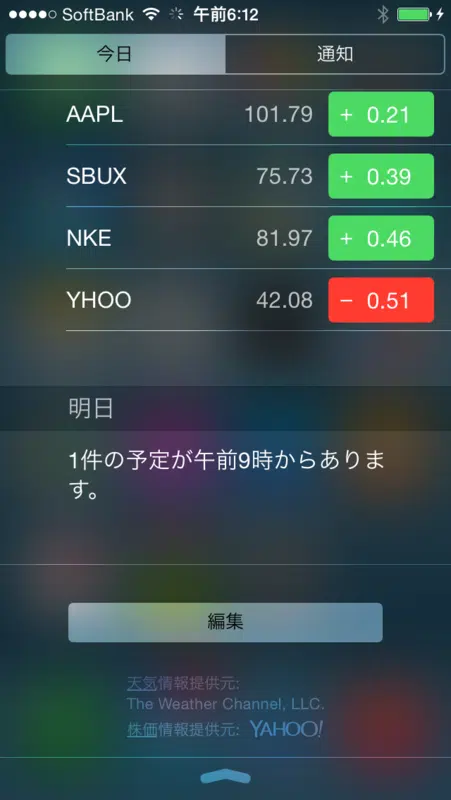 SoftBank 午前6:12
今日 通知
AAPL 101.79 + 0.21
SBUX 75.73 + 0.39
NKE 81.97 + 0.46
YHOO 42.08 − 0.51
明日
1件の予定が午前9時からありま
す。
編集
天気情報提供元:
The Weather Channel, LLC.
株価情報提供元: YAHOO!